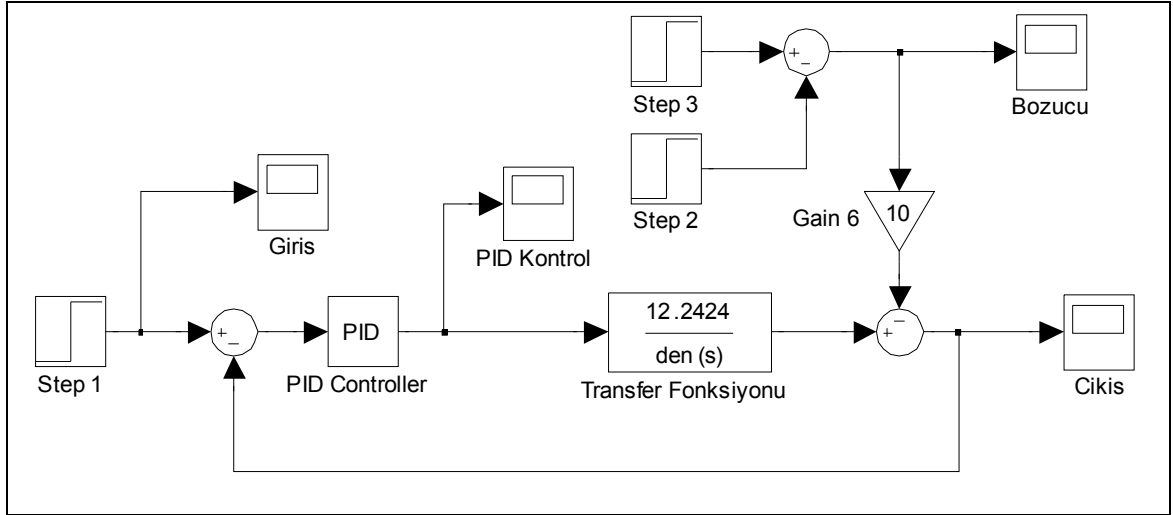 Step 3
+
−
Bozucu
Step 2
Gain 6
10
Giris
PID Kontrol
Step 1
+
−
PID
PID Controller
12.2424
den (s)
Transfer Fonksiyonu
−
+
Cikis